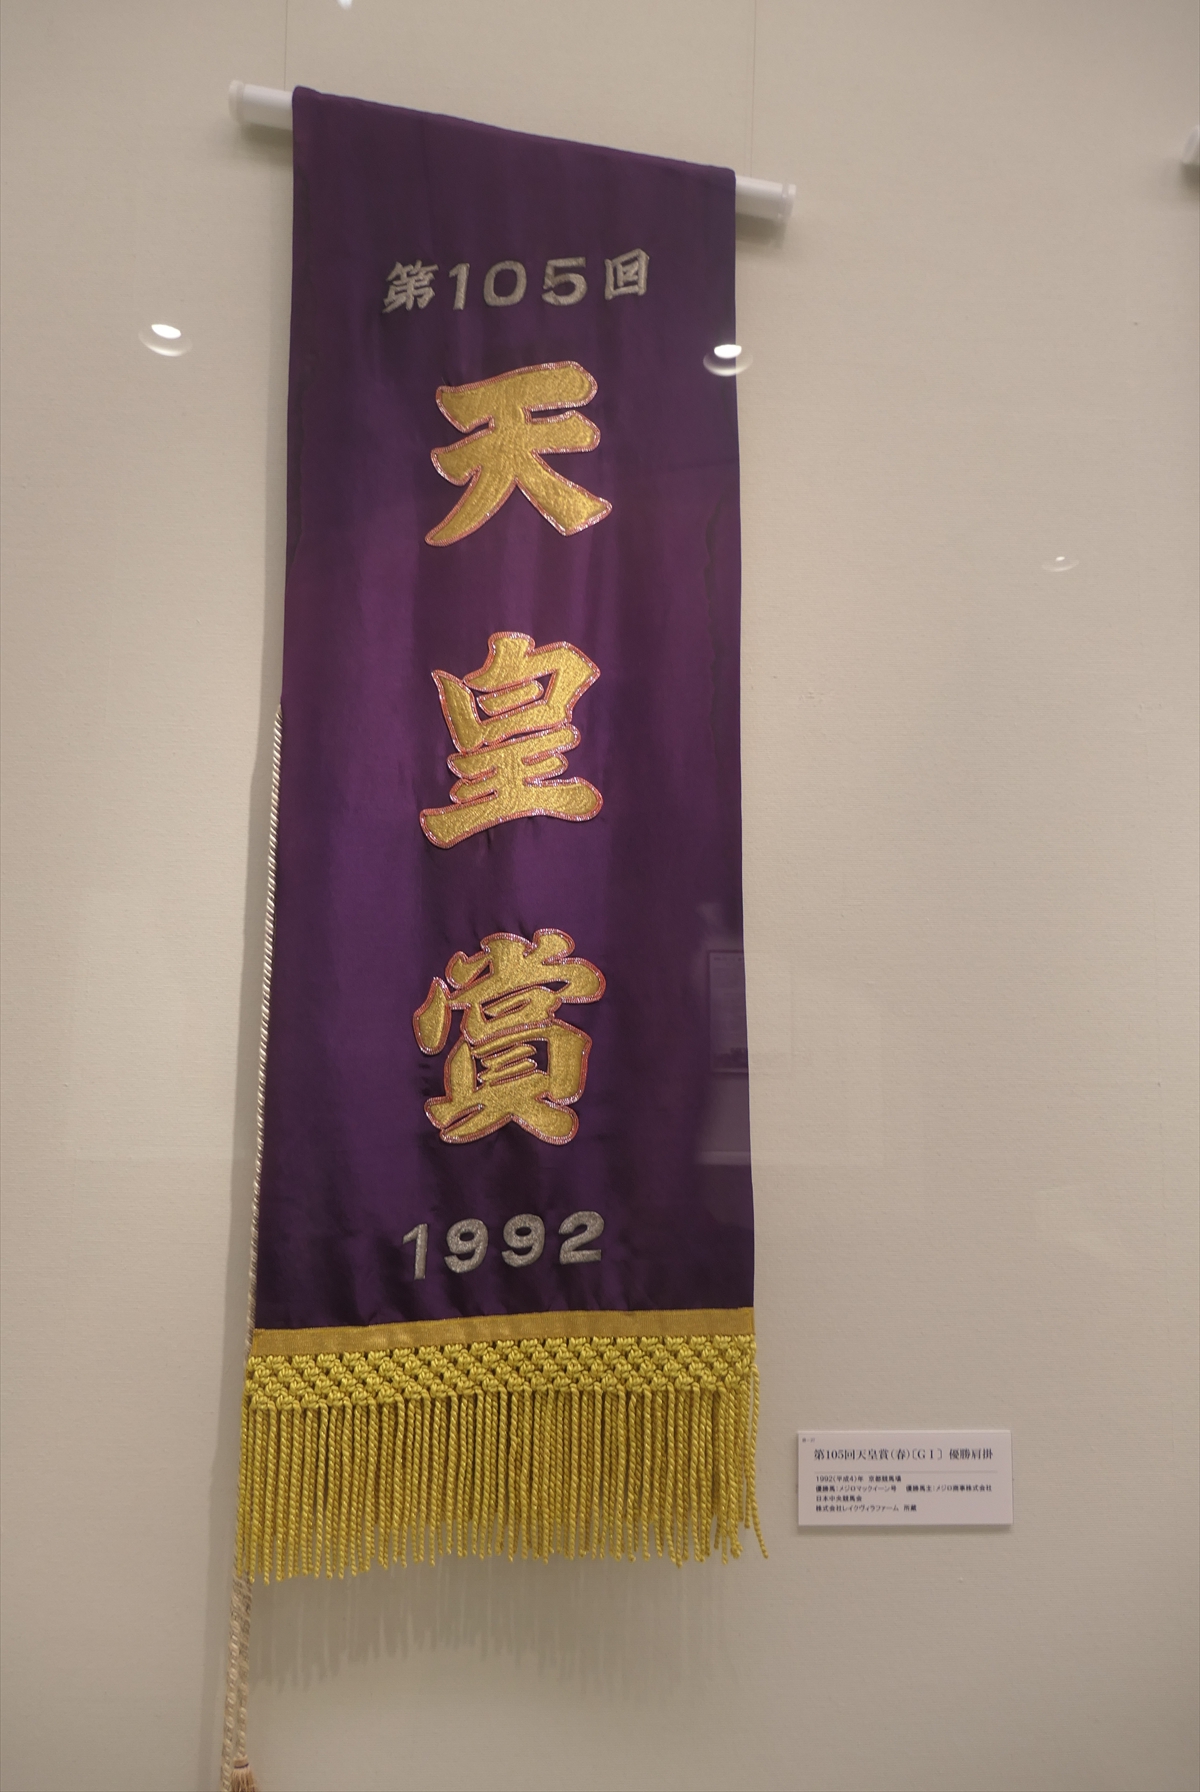 第105回
天皇賞
1992
第105回天皇賞(春)〔GⅠ〕優勝肩掛
1992(平成4)年 京都競馬場
優勝馬:メジロマックイーン号 優勝馬主:メジロ商事株式会社
日本中央競馬会
株式会社レイクヴィラファーム 所蔵